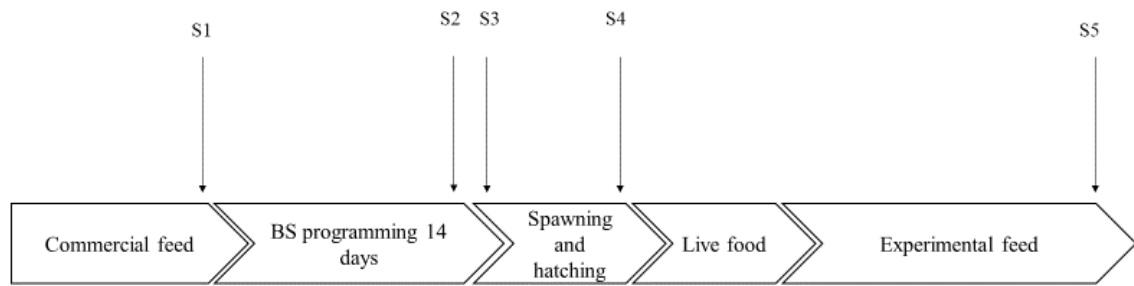 S1
S2
S3
S4
S5
Commercial feed
BS programming 14
days
Spawning
and
hatching
Live food
Experimental feed